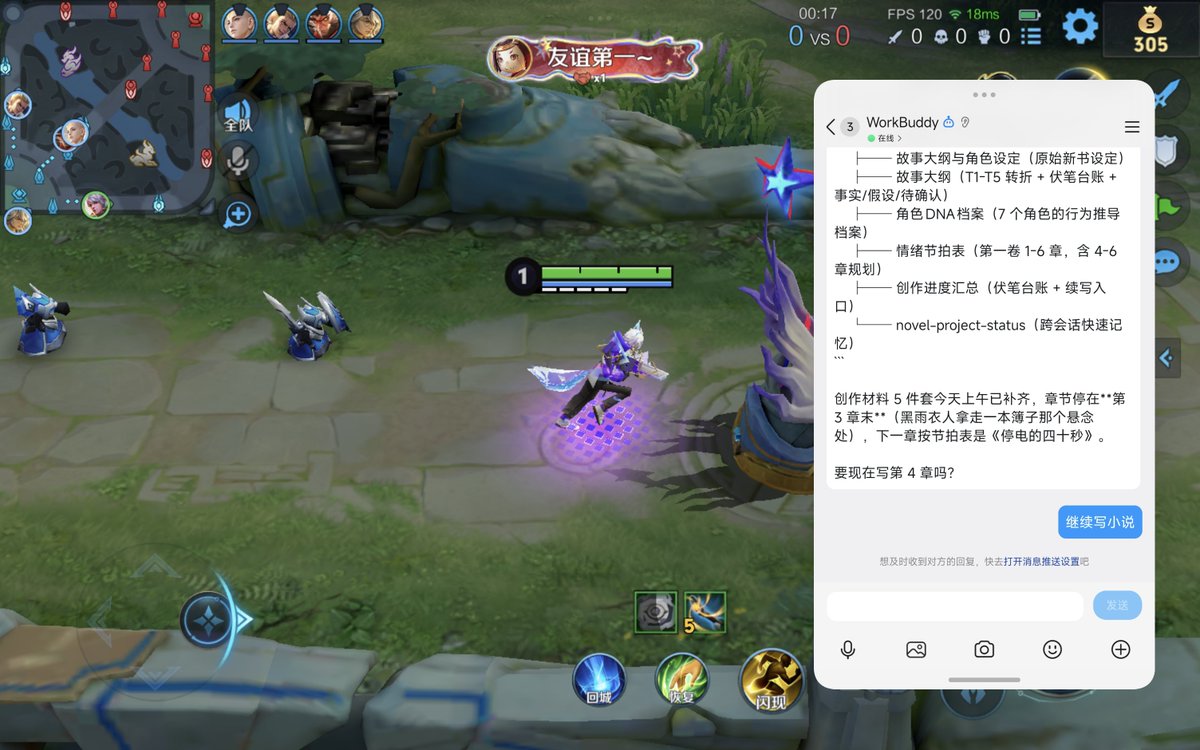 00:17
FPS 120 18ms
0 VS 0
0 0 0
305
友谊第一~
x1
全队
1
5
回城
恢复
闪现
3
WorkBuddy
在线 >
├── 故事大纲与角色设定（原始新书设定）
├── 故事大纲（T1-T5 转折 + 伏笔台账 +
事实/假设/待确认）
├── 角色DNA档案（7 个角色的行为推导
档案）
├── 情绪节拍表（第一卷 1-6 章，含 4-6
章规划）
├── 创作进度汇总（伏笔台账 + 续写入
口）
└── novel-project-status（跨会话快速记
忆）
```
创作材料 5 件套今天上午已补齐，章节停在**第
3 章末**（黑雨衣人拿走一本簿子那个悬念
处），下一章按节拍表是《停电的四十秒》。
要现在写第 4 章吗？
继续写小说
想及时收到对方的回复，快去打开消息推送设置吧
发送